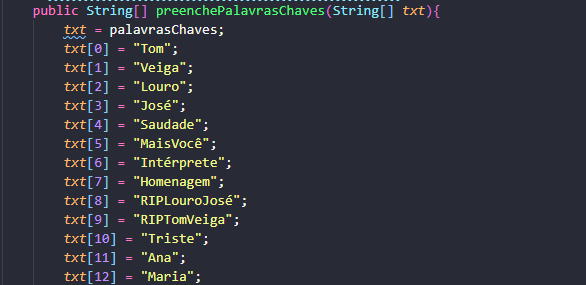 public String[] preenchePalavrasChaves(String[] txt){
txt = palavrasChaves;
txt[0] = "Tom";
txt[1] = "Veiga";
txt[2] = "Louro";
txt[3] = "José";
txt[4] = "Saudade";
txt[5] = "MaisVocê";
txt[6] = "Intérprete";
txt[7] = "Homenagem";
txt[8] = "RIPLouroJosé";
txt[9] = "RIPTomVeiga";
txt[10] = "Triste";
txt[11] = "Ana";
txt[12] = "Maria";